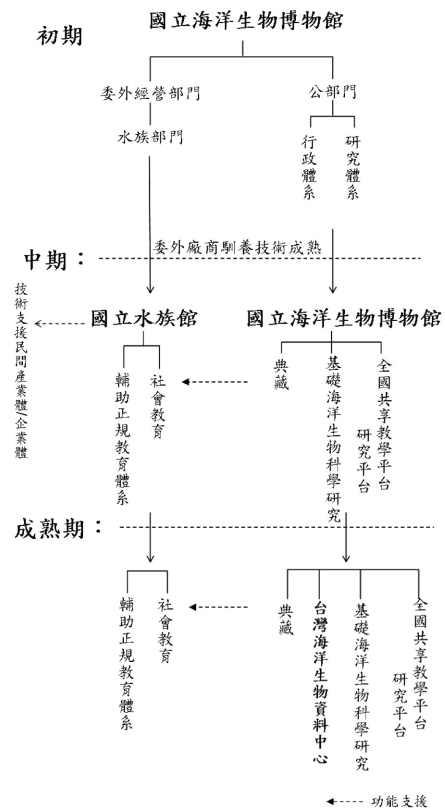 國立海洋生物博物館
初期
委外經營部門
公部門
水族部門
行政體系
研究體系
委外廠商馴養技術成熟
中期：
技術支援民間產業體/企業體
國立水族館
國立海洋生物博物館
輔助正規教育體系
社會教育
典藏
基礎海洋生物科學研究
全國共享教學平台
研究平台
成熟期：
輔助正規教育體系
社會教育
典藏
台灣海洋生物資料中心
基礎海洋生物科學研究
全國共享教學平台
研究平台
功能支援